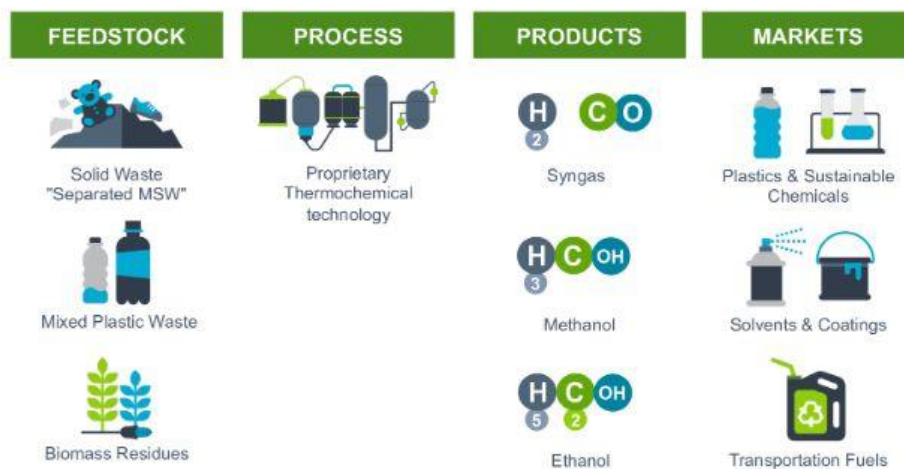 FEEDSTOCK
Solid Waste
"Separated MSW"
Mixed Plastic Waste
Biomass Residues
PROCESS
Proprietary
Thermochemical
technology
PRODUCTS
H C O
2
Syngas
H C OH
3
Methanol
H C OH
5 2
Ethanol
MARKETS
Plastics & Sustainable
Chemicals
Solvents & Coatings
Transportation Fuels